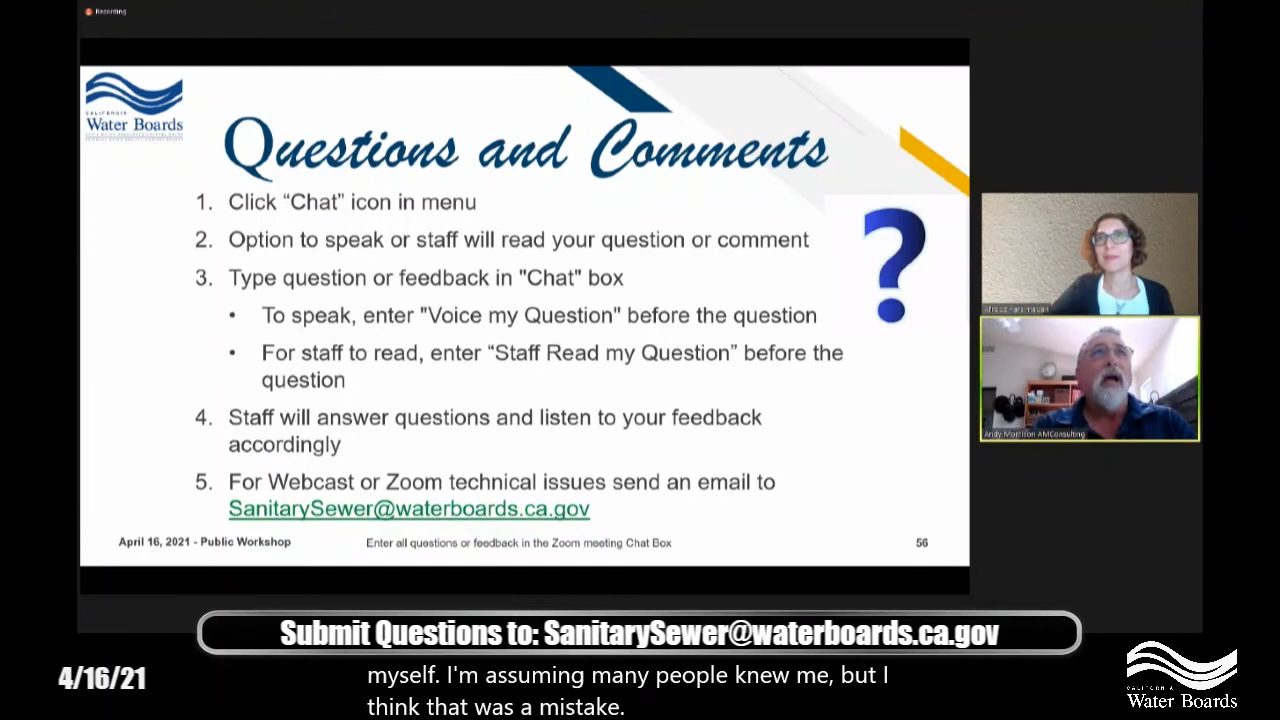 Recording
CALIFORNIA
Water Boards
Questions and Comments
1. Click “Chat” icon in menu
2. Option to speak or staff will read your question or comment
3. Type question or feedback in "Chat" box
• To speak, enter "Voice my Question" before the question
• For staff to read, enter “Staff Read my Question” before the
question
4. Staff will answer questions and listen to your feedback
accordingly
5. For Webcast or Zoom technical issues send an email to
SanitarySewer@waterboards.ca.gov
April 16, 2021 - Public Workshop
Enter all questions or feedback in the Zoom meeting Chat Box
56
?
Andy Morrison AMConsulting
Submit Questions to: SanitarySewer@waterboards.ca.gov
4/16/21
myself. I'm assuming many people knew me, but I
think that was a mistake.
CALIFORNIA
Water Boards